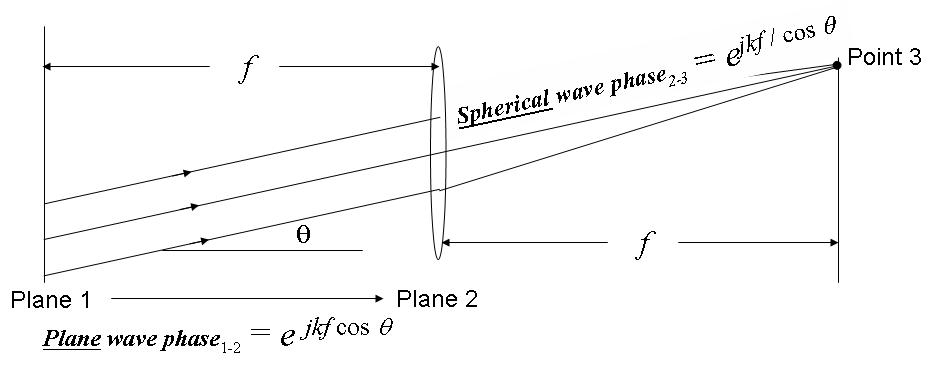 f
Spherical wave phase₂₋₃ = e^{jkf / cos θ}
Point 3
θ
f
Plane 1
Plane 2
Plane wave phase₁₋₂ = e^{jkf cos θ}